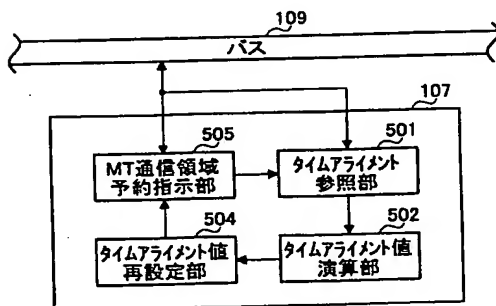 109
バス
107
505
MT通信領域
予約指示部
501
タイムアライメント
参照部
504
タイムアライメント値
再設定部
502
タイムアライメント値
演算部